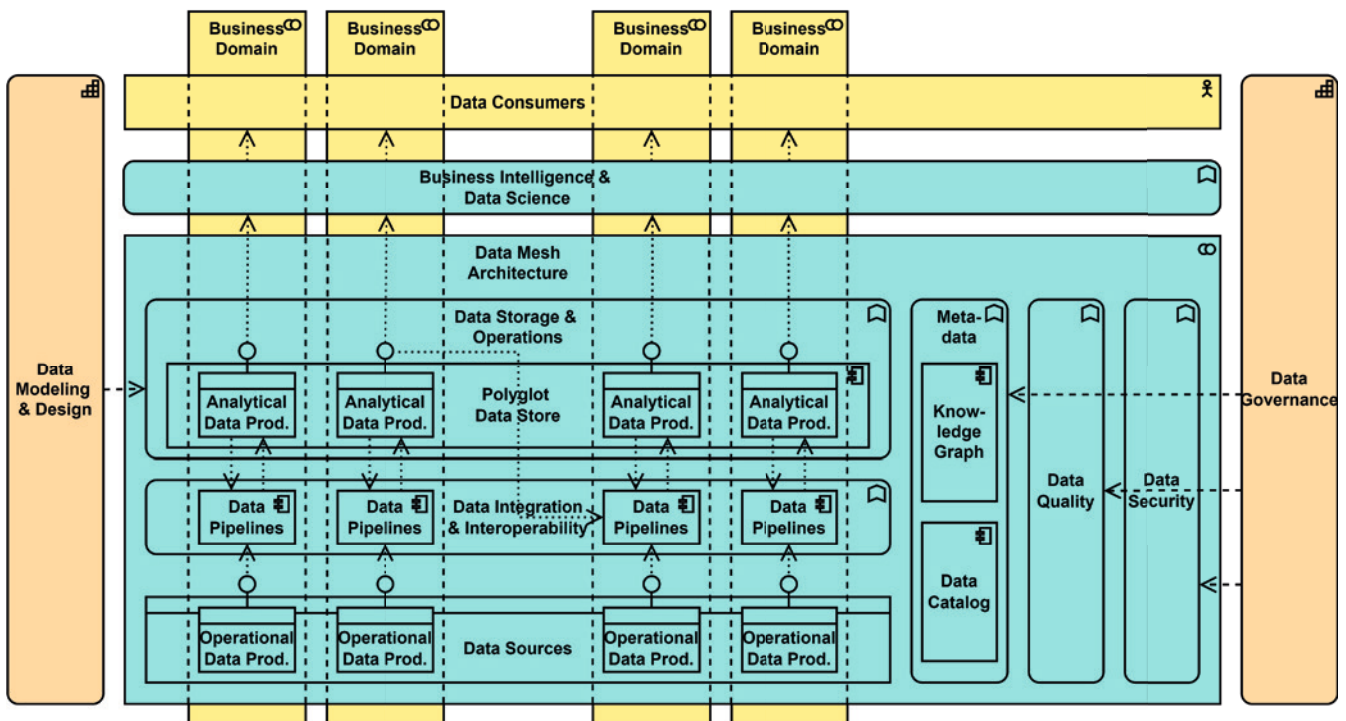 Business
Domain
Business
Domain
Business
Domain
Business
Domain
Data Consumers
Business Intelligence &
Data Science
Data Mesh
Architecture
Data
Modeling
& Design
Data Storage &
Operations
Polyglot
Data Store
Analytical
Data Prod.
Analytical
Data Prod.
Analytical
Data Prod.
Analytical
Data Prod.
Data Integration
& Interoperability
Data
Pipelines
Data
Pipelines
Data
Pipelines
Data
Pipelines
Data Sources
Operational
Data Prod.
Operational
Data Prod.
Operational
Data Prod.
Operational
Data Prod.
Meta-
data
Know-
ledge
Graph
Data
Catalog
Data
Quality
Data
Security
Data
Governance